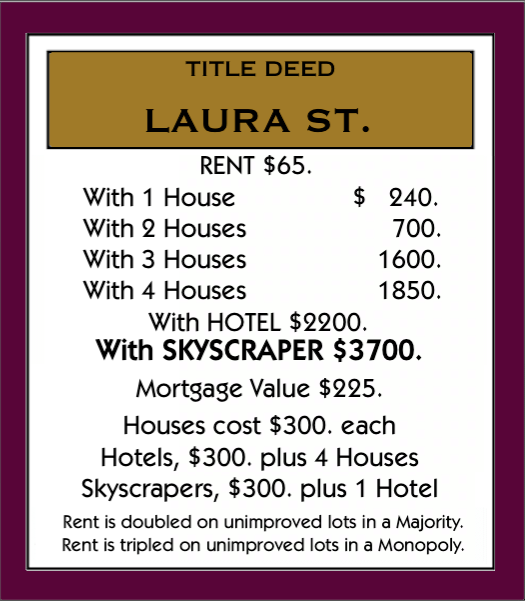 TITLE DEED
LAURA ST.
RENT $65.
With 1 House $ 240.
With 2 Houses 700.
With 3 Houses 1600.
With 4 Houses 1850.
With HOTEL $2200.
With SKYSCRAPER $3700.
Mortgage Value $225.
Houses cost $300. each
Hotels, $300. plus 4 Houses
Skyscrapers, $300. plus 1 Hotel
Rent is doubled on unimproved lots in a Majority.
Rent is tripled on unimproved lots in a Monopoly.